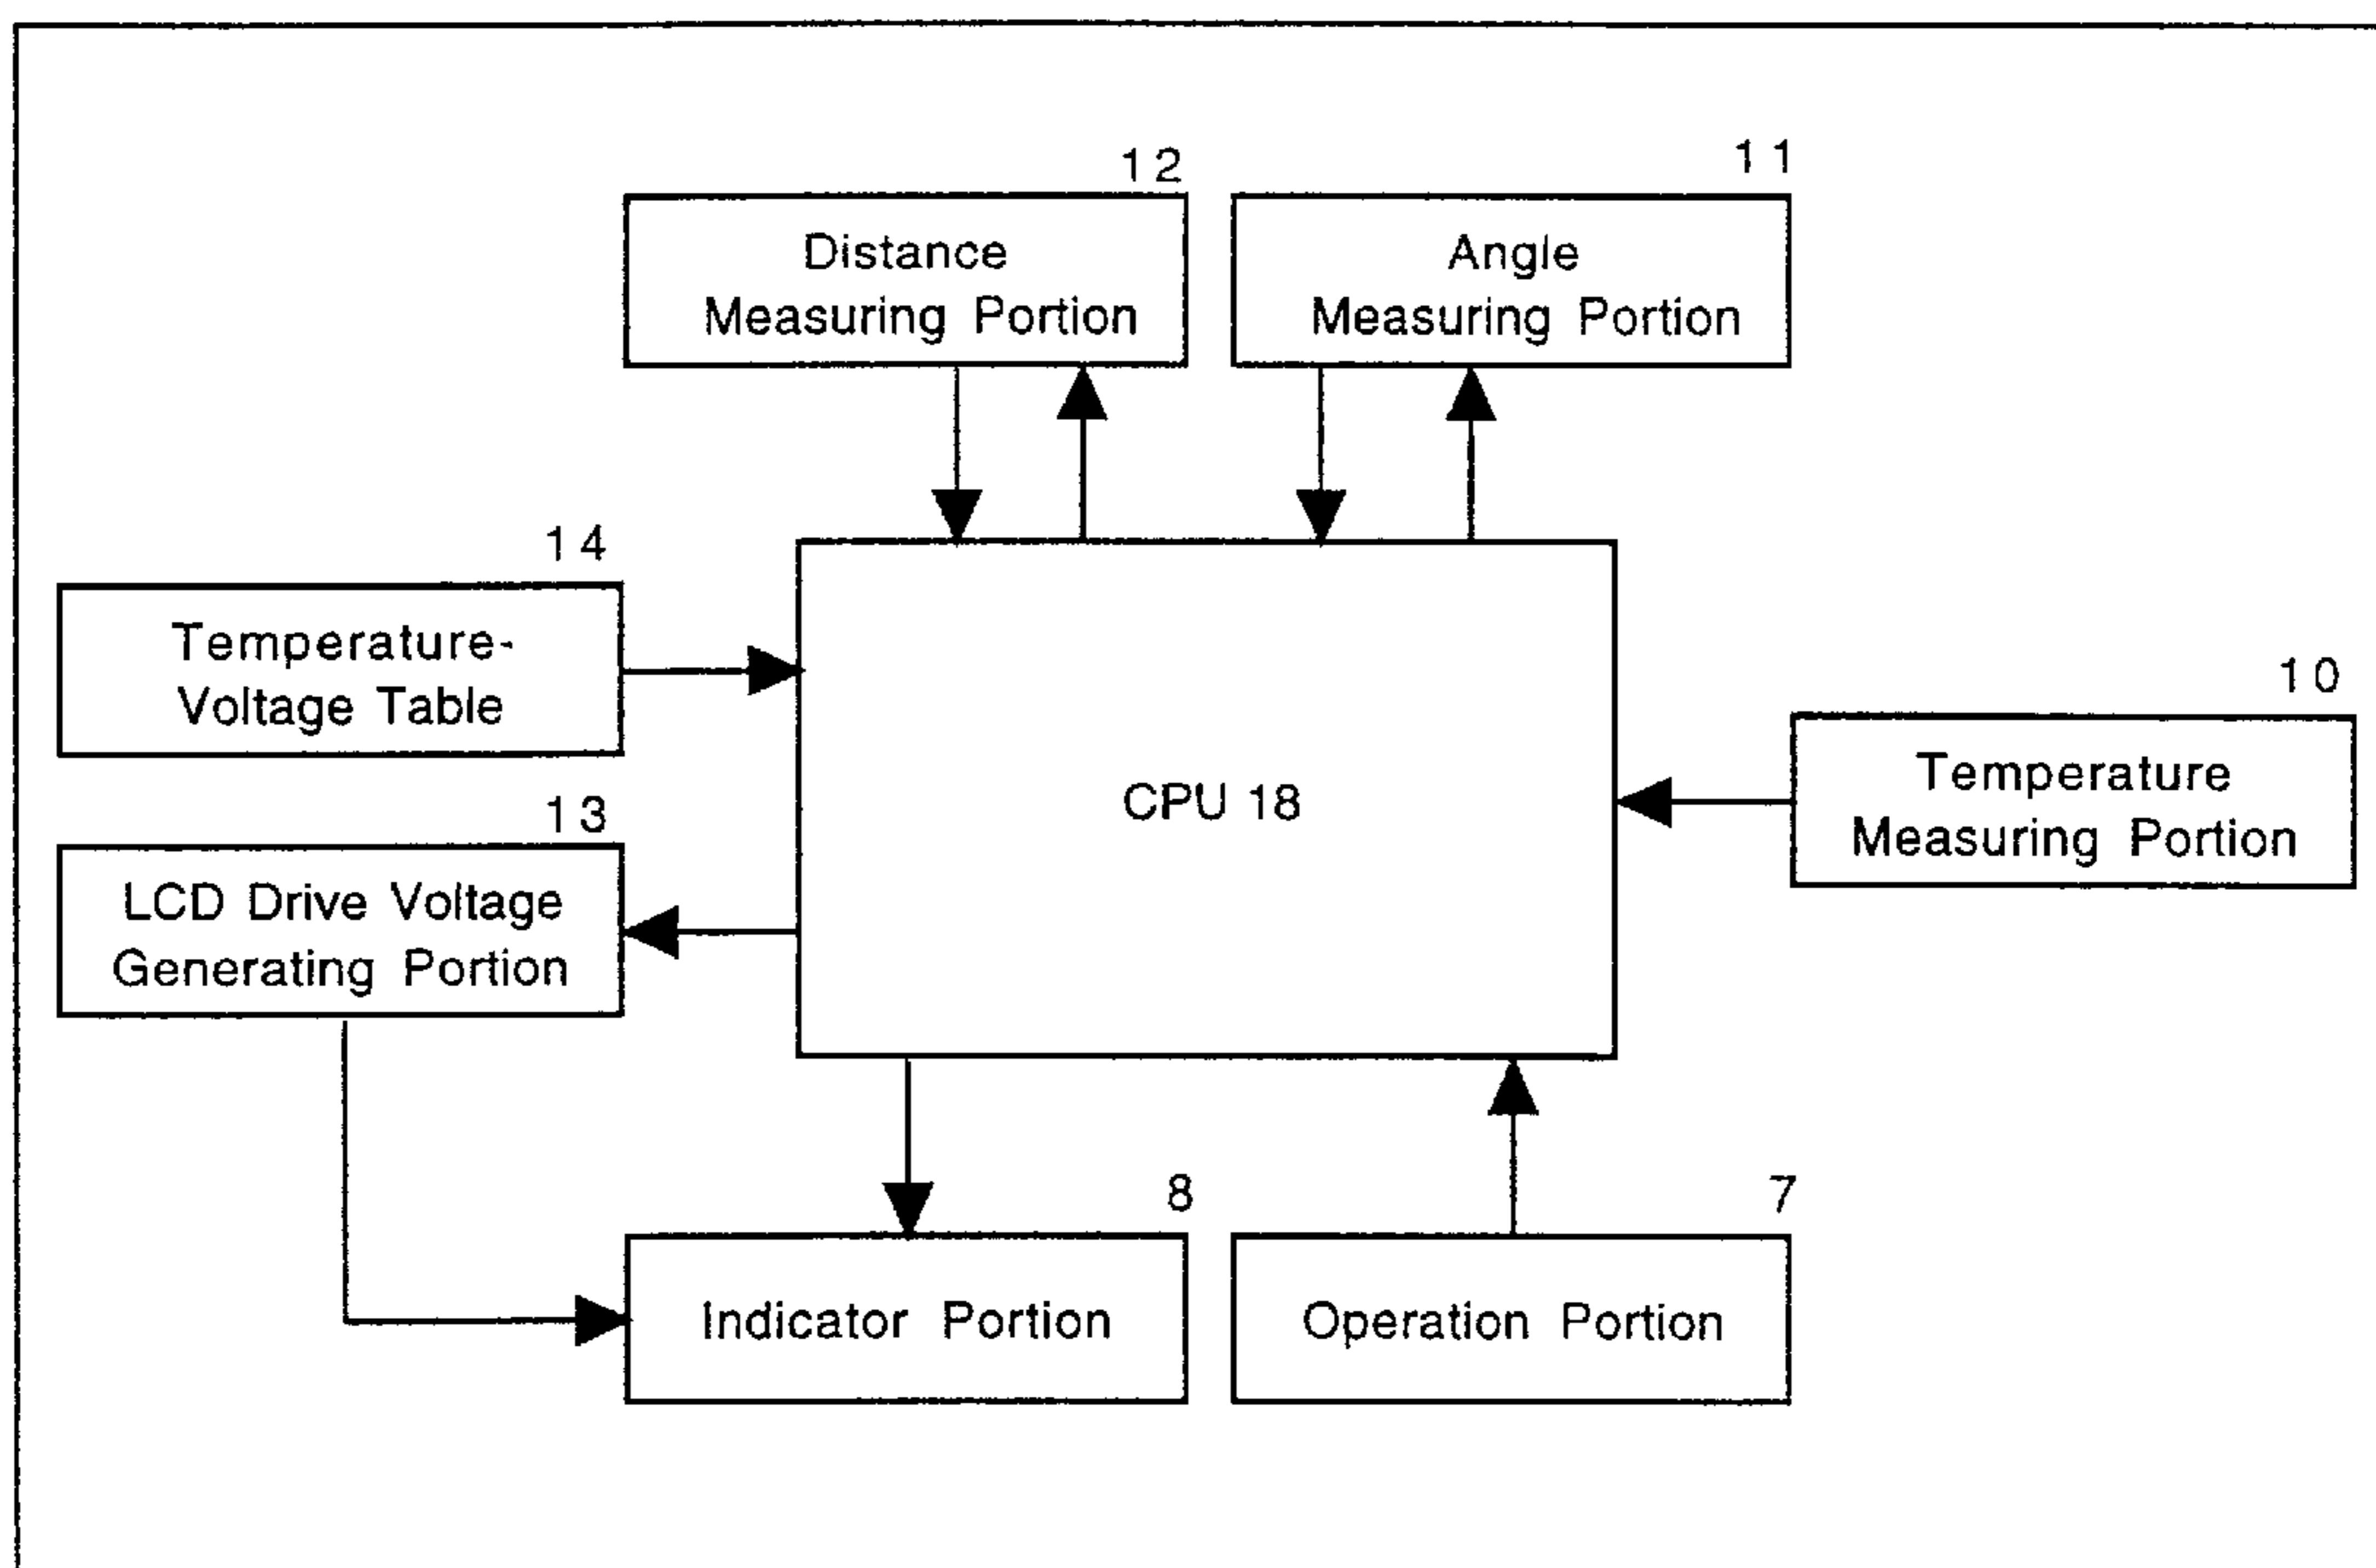 12
Distance
Measuring Portion
11
Angle
Measuring Portion
14
Temperature-
Voltage Table
13
LCD Drive Voltage
Generating Portion
CPU 18
10
Temperature
Measuring Portion
8
Indicator Portion
7
Operation Portion